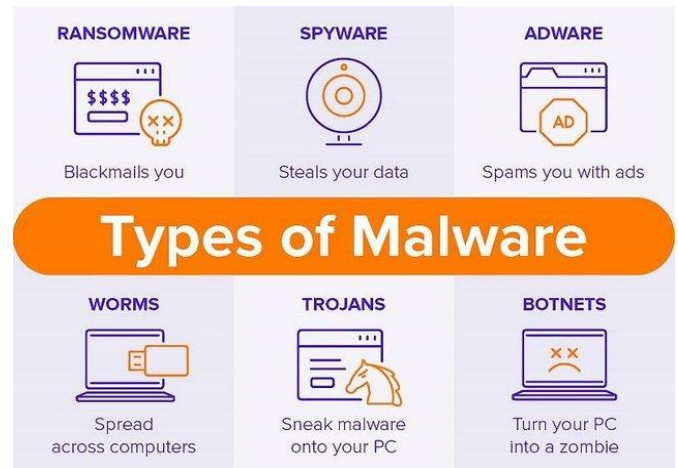 RANSOMWARE
SPYWARE
ADWARE
$$$$
AD
Blackmails you
Steals your data
Spams you with ads
Types of Malware
WORMS
TROJANS
BOTNETS
Spread
across computers
Sneak malware
onto your PC
Turn your PC
into a zombie